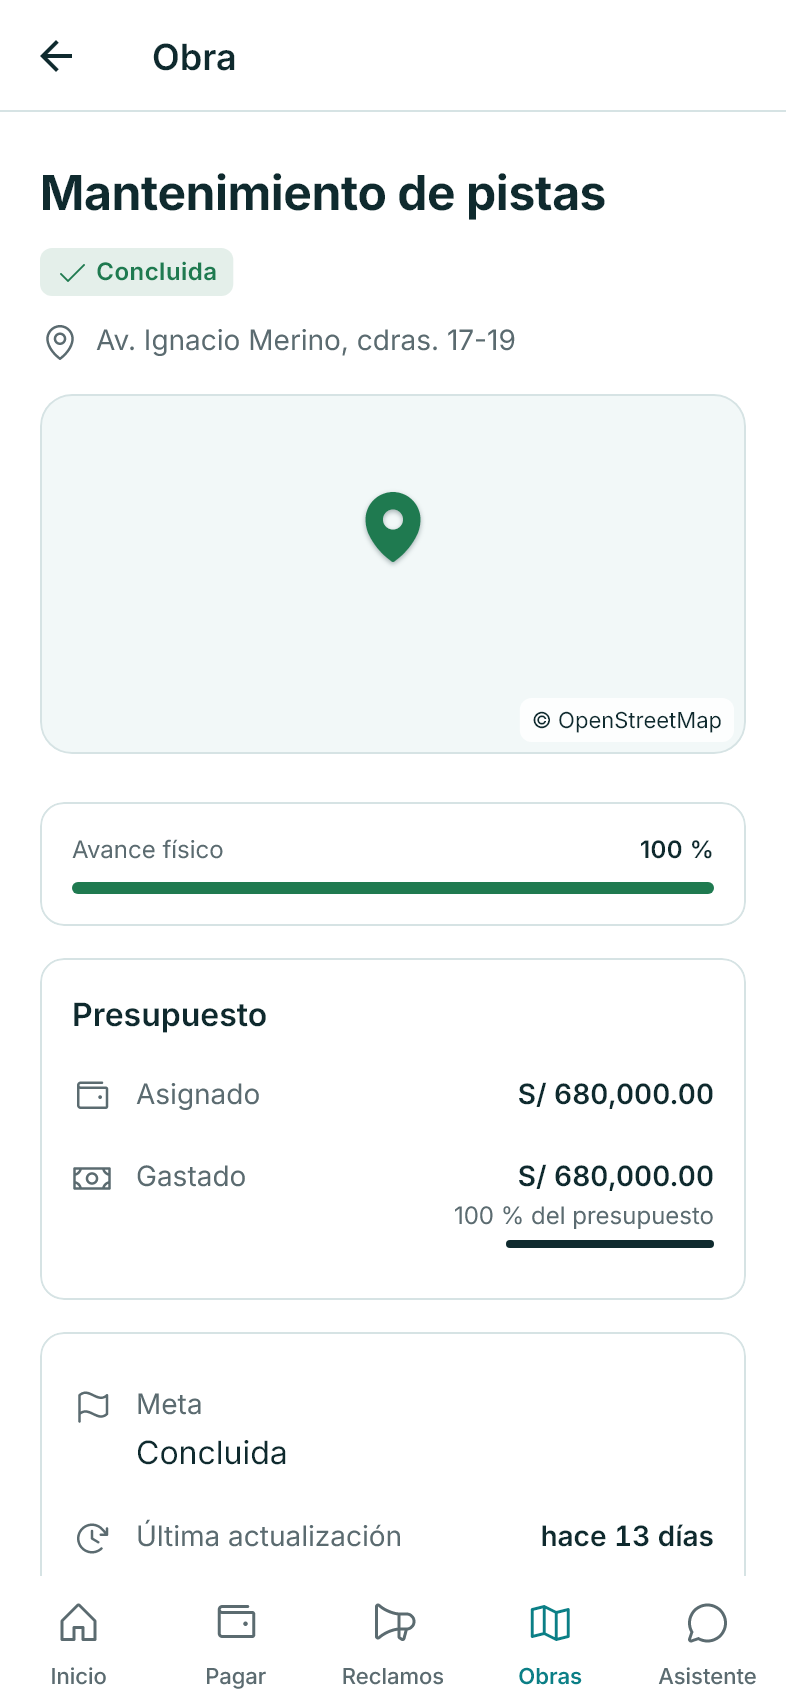 Obra
Mantenimiento de pistas
Concluida
Av. Ignacio Merino, cdras. 17-19
© OpenStreetMap
Avance físico 100 %
Presupuesto
Asignado S/ 680,000.00
Gastado S/ 680,000.00
100 % del presupuesto
Meta
Concluida
Última actualización hace 13 días
Inicio Pagar Reclamos Obras Asistente